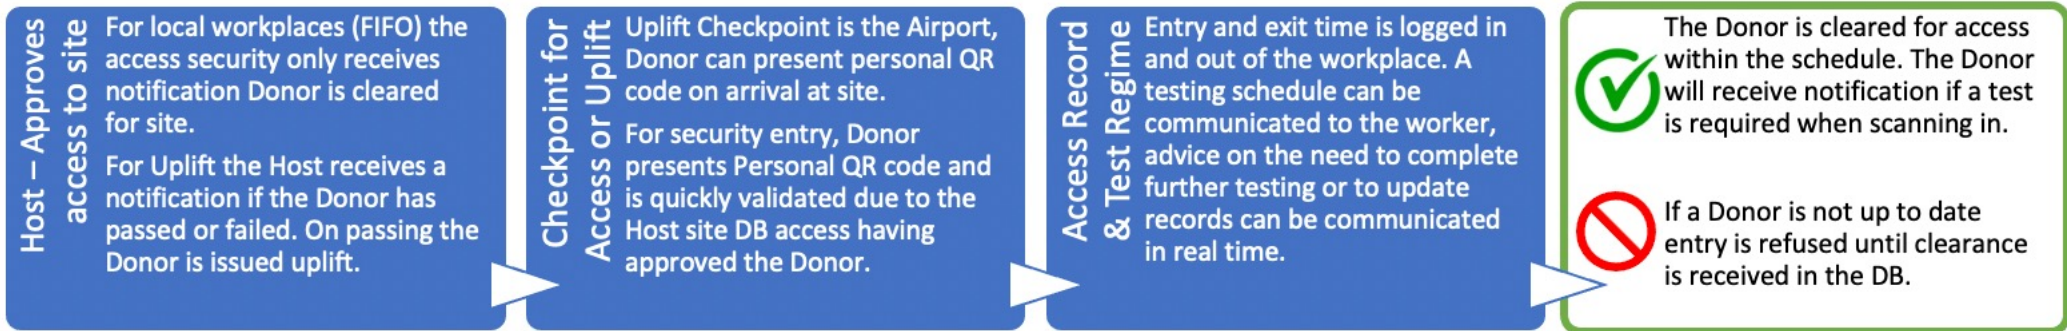 Host – Approves
access to site
For local workplaces (FIFO) the
access security only receives
notification Donor is cleared
for site.
For Uplift the Host receives a
notification if the Donor has
passed or failed. On passing the
Donor is issued uplift.
Checkpoint for
Access or Uplift
Uplift Checkpoint is the Airport,
Donor can present personal QR
code on arrival at site.
For security entry, Donor
presents Personal QR code and
is quickly validated due to the
Host site DB access having
approved the Donor.
Access Record
& Test Regime
Entry and exit time is logged in
and out of the workplace. A
testing schedule can be
communicated to the worker,
advice on the need to complete
further testing or to update
records can be communicated
in real time.
The Donor is cleared for access
within the schedule. The Donor
will receive notification if a test
is required when scanning in.
If a Donor is not up to date
entry is refused until clearance
is received in the DB.